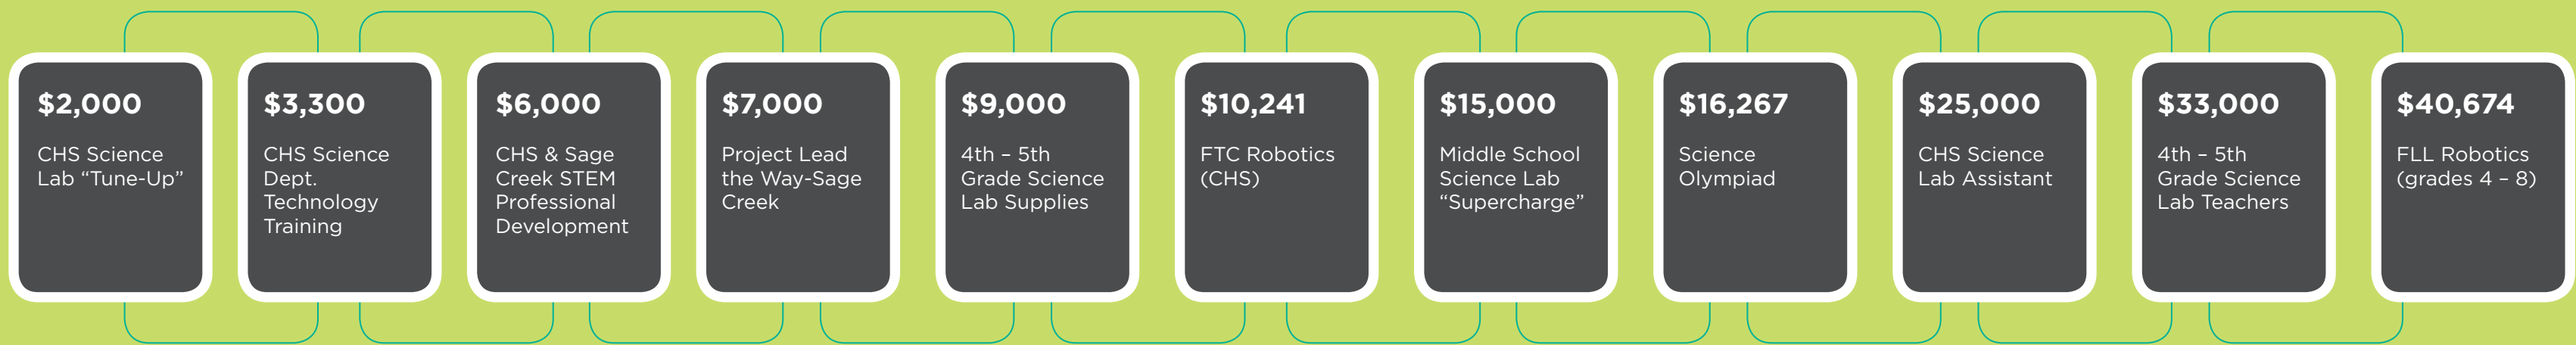 $2,000
CHS Science
Lab “Tune-Up”
$3,300
CHS Science
Dept.
Technology
Training
$6,000
CHS & Sage
Creek STEM
Professional
Development
$7,000
Project Lead
the Way-Sage
Creek
$9,000
4th – 5th
Grade Science
Lab Supplies
$10,241
FTC Robotics
(CHS)
$15,000
Middle School
Science Lab
“Supercharge”
$16,267
Science
Olympiad
$25,000
CHS Science
Lab Assistant
$33,000
4th – 5th
Grade Science
Lab Teachers
$40,674
FLL Robotics
(grades 4 – 8)